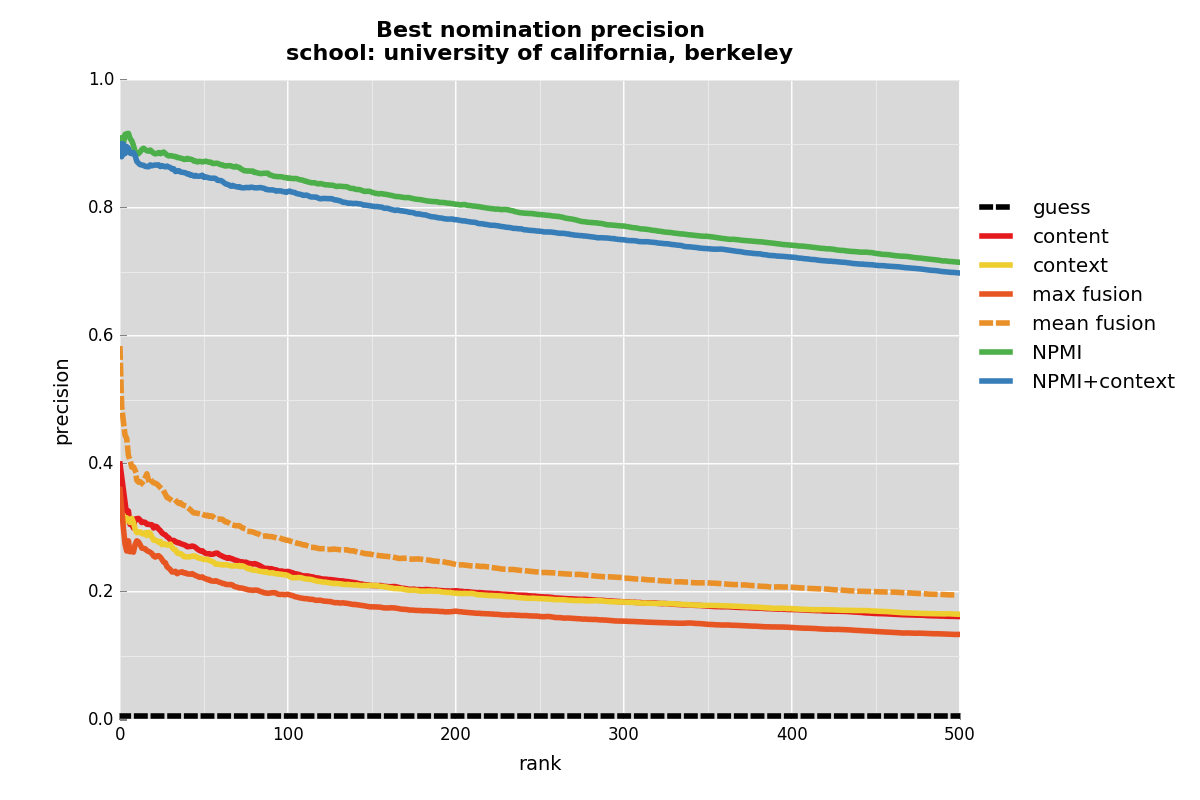 Best nomination precision
school: university of california, berkeley
1.0
0.8
0.6
0.4
0.2
0.0
precision
0 100 200 300 400 500
rank
guess
content
context
max fusion
mean fusion
NPMI
NPMI+context